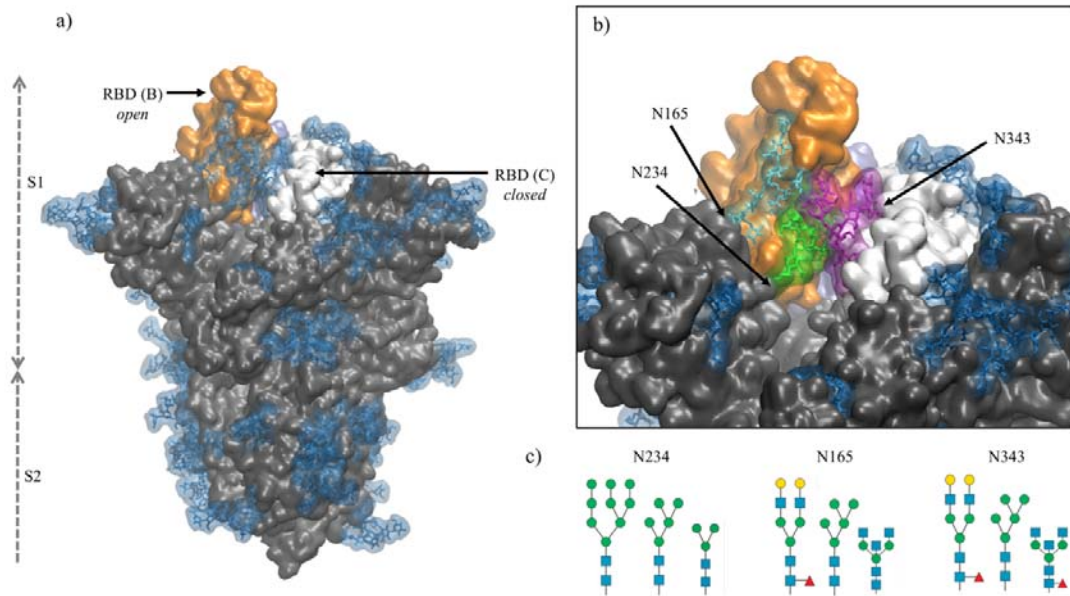 a)
RBD (B)
open
RBD (C)
closed
S1
S2
b)
N165
N234
N343
c)
N234 N165 N343